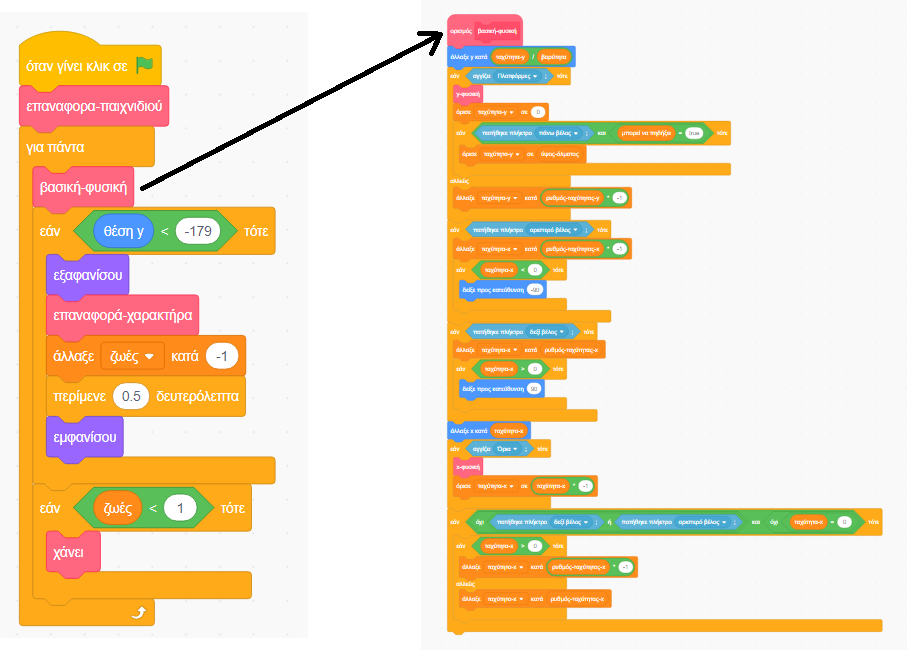 όταν γίνει κλικ σε
επαναφορα-παιχνιδιού
για πάντα
βασική-φυσική
εάν θέση y < -179 τότε
εξαφανίσου
επαναφορά-χαρακτήρα
άλλαξε ζωές κατά -1
περίμενε 0.5 δευτερόλεπτα
εμφανίσου
εάν ζωές < 1 τότε
χάνει
ορισμός βασική-φυσική
άλλαξε y κατά ταχύτητα-y / βαρύτητα
εάν αγγίζει Πλατφόρμες ; τότε
y-φυσική
όρισε ταχύτητα-y σε 0
εάν πατήθηκε πλήκτρο πάνω βέλος ; και μπορεί να πηδήξει = true τότε
όρισε ταχύτητα-y σε ύψος-άλματος
αλλιώς
άλλαξε ταχύτητα-y κατά ρυθμός-ταχύτητας-y * -1
εάν πατήθηκε πλήκτρο αριστερό βέλος ; τότε
άλλαξε ταχύτητα-x κατά ρυθμός-ταχύτητας-x * -1
εάν ταχύτητα-x < 0 τότε
δείξε προς κατεύθυνση -90
εάν πατήθηκε πλήκτρο δεξί βέλος ; τότε
άλλαξε ταχύτητα-x κατά ρυθμός-ταχύτητας-x
εάν ταχύτητα-x > 0 τότε
δείξε προς κατεύθυνση 90
άλλαξε x κατά ταχύτητα-x
εάν αγγίζει Όρια ; τότε
x-φυσική
όρισε ταχύτητα-x σε ταχύτητα-x * -1
εάν όχι πατήθηκε πλήκτρο δεξί βέλος ; ή πατήθηκε πλήκτρο αριστερό βέλος ; και όχι ταχύτητα-x = 0 τότε
εάν ταχύτητα-x > 0 τότε
άλλαξε ταχύτητα-x κατά ρυθμός-ταχύτητας-x * -1
αλλιώς
άλλαξε ταχύτητα-x κατά ρυθμός-ταχύτητας-x